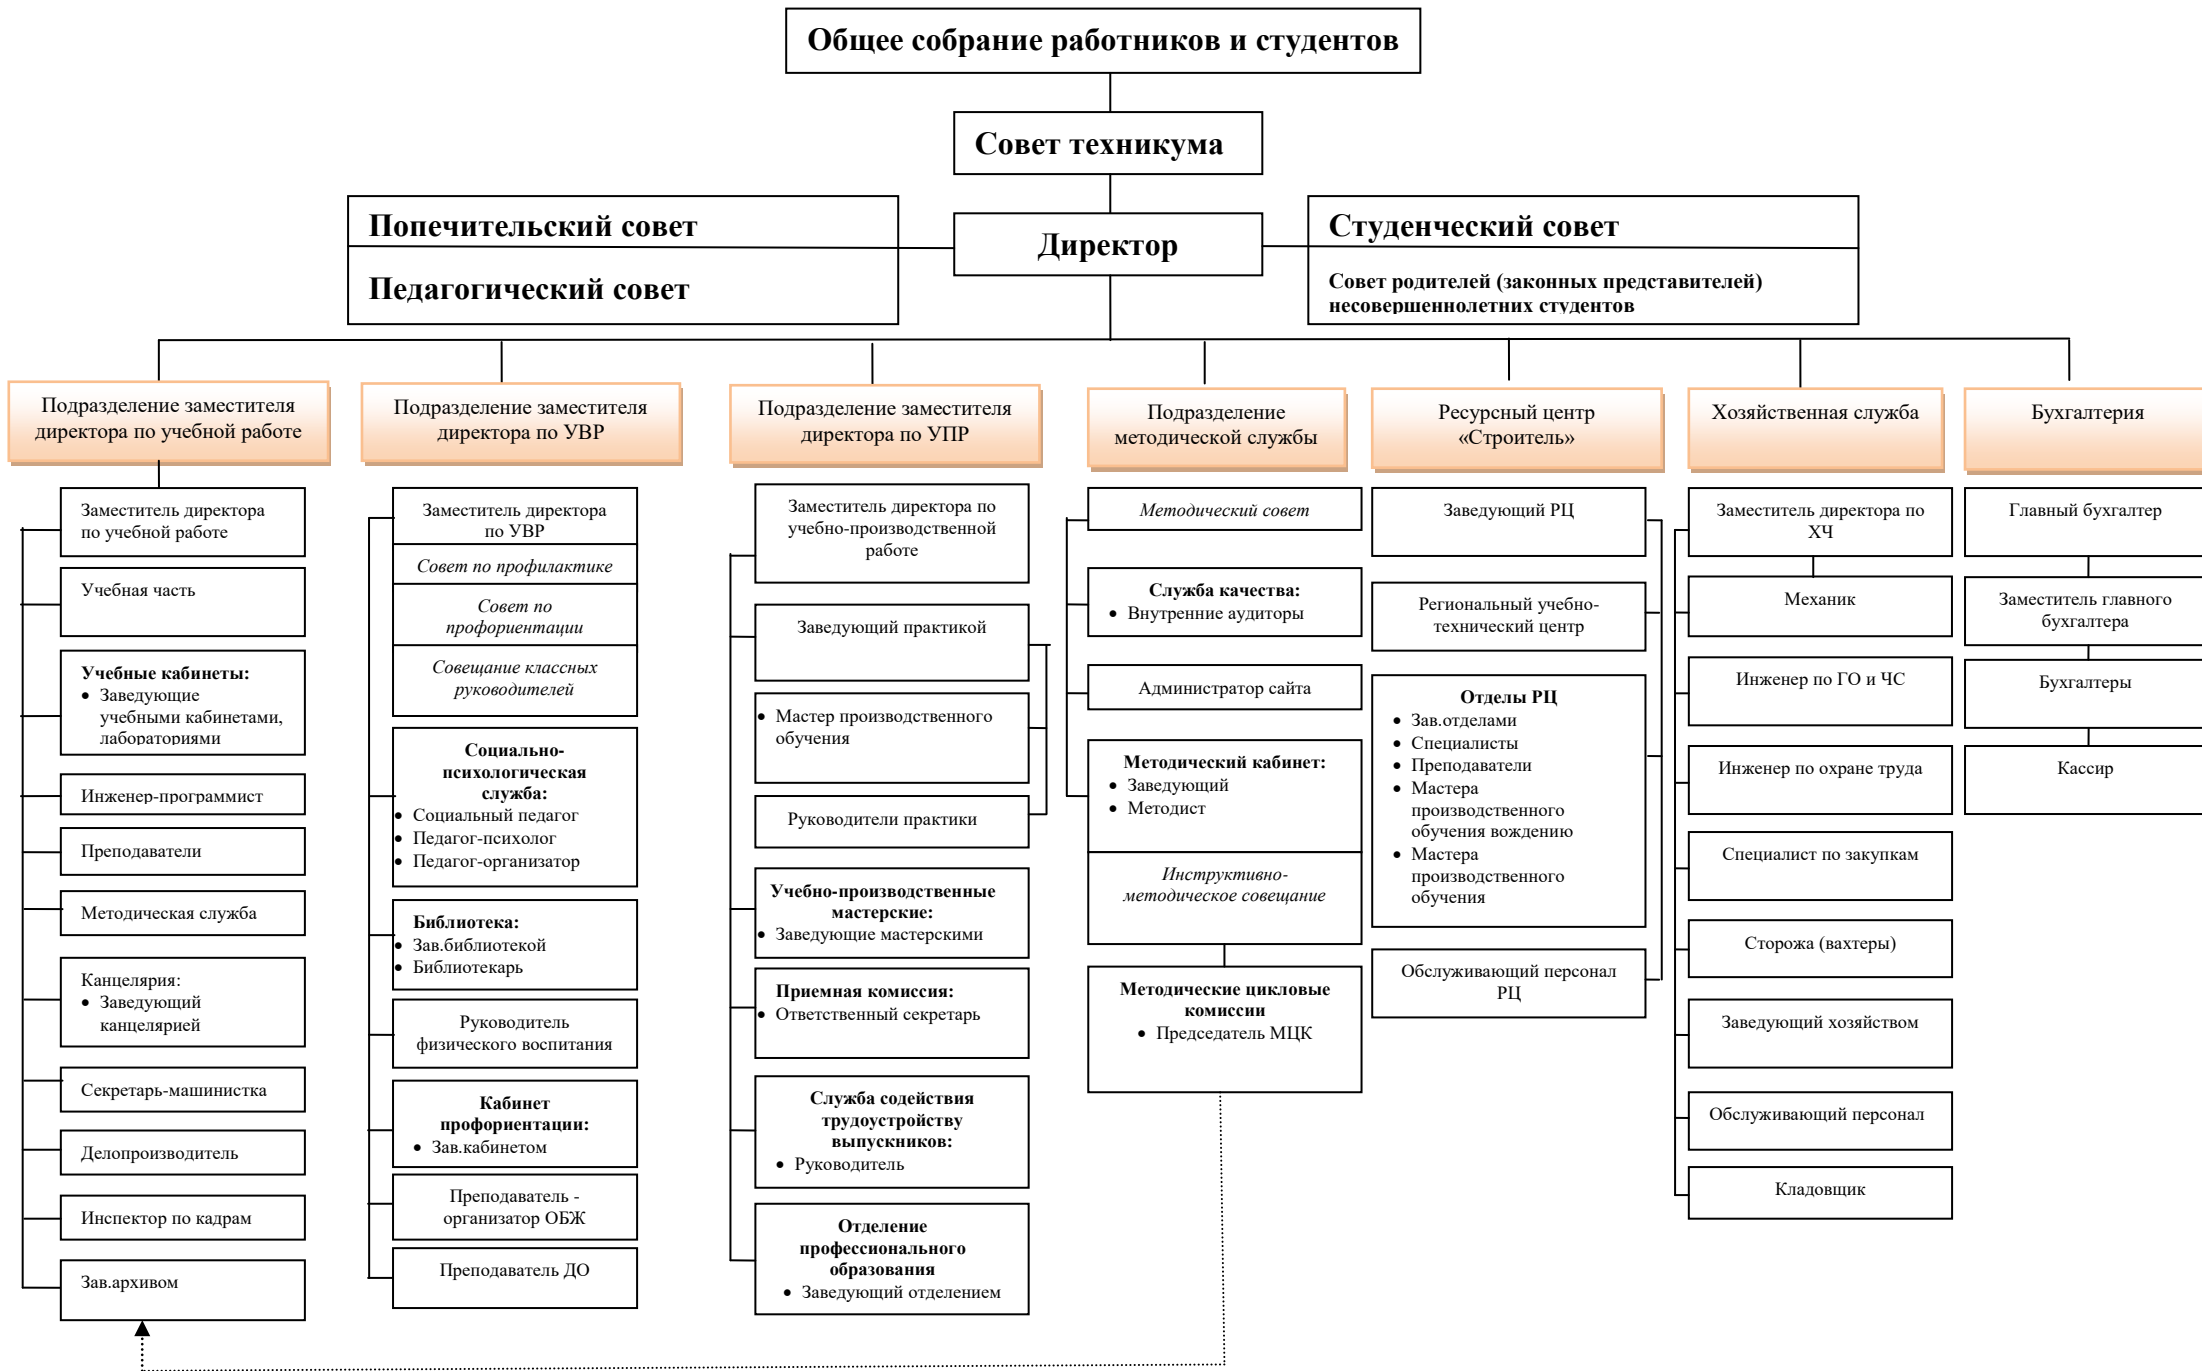 Общее собрание работников и студентов
Совет техникума
Попечительский совет
Педагогический совет
Директор
Студенческий совет
Совет родителей (законных представителей)
несовершеннолетних студентов
Подразделение заместителя
директора по учебной работе
Подразделение заместителя
директора по УВР
Подразделение заместителя
директора по УПР
Подразделение
методической службы
Ресурсный центр
«Строитель»
Хозяйственная служба
Бухгалтерия
Заместитель директора
по учебной работе
Учебная часть
Учебные кабинеты:
• Заведующие
учебными кабинетами,
лабораториями
Инженер-программист
Преподаватели
Методическая служба
Канцелярия:
• Заведующий
канцелярией
Секретарь-машинистка
Делопроизводитель
Инспектор по кадрам
Зав.архивом
Заместитель директора
по УВР
Совет по профилактике
Совет по
профориентации
Совещание классных
руководителей
Социально-
психологическая
служба:
• Социальный педагог
• Педагог-психолог
• Педагог-организатор
Библиотека:
• Зав.библиотекой
• Библиотекарь
Руководитель
физического воспитания
Кабинет
профориентации:
• Зав.кабинетом
Преподаватель -
организатор ОБЖ
Преподаватель ДО
Заместитель директора по
учебно-производственной
работе
Заведующий практикой
• Мастер производственного
обучения
Руководители практики
Учебно-производственные
мастерские:
• Заведующие мастерскими
Приемная комиссия:
• Ответственный секретарь
Служба содействия
трудоустройству
выпускников:
• Руководитель
Отделение
профессионального
образования
• Заведующий отделением
Методический совет
Служба качества:
• Внутренние аудиторы
Администратор сайта
Методический кабинет:
• Заведующий
• Методист
Инструктивно-
методическое совещание
Методические цикловые
комиссии
• Председатель МЦК
Заведующий РЦ
Региональный учебно-
технический центр
Отделы РЦ
• Зав.отделами
• Специалисты
• Преподаватели
• Мастера
производственного
обучения вождению
• Мастера
производственного
обучения
Обслуживающий персонал
РЦ
Заместитель директора по
ХЧ
Механик
Инженер по ГО и ЧС
Инженер по охране труда
Специалист по закупкам
Сторожа (вахтеры)
Заведующий хозяйством
Обслуживающий персонал
Кладовщик
Главный бухгалтер
Заместитель главного
бухгалтера
Бухгалтеры
Кассир